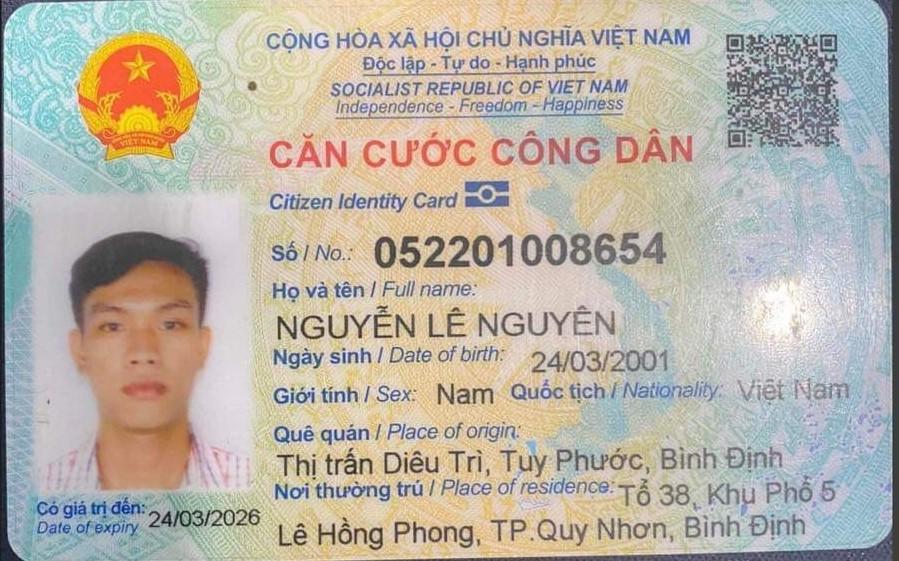 CỘNG HÒA XÃ HỘI CHỦ NGHĨA VIỆT NAM
Độc lập - Tự do - Hạnh phúc
SOCIALIST REPUBLIC OF VIET NAM
Independence - Freedom - Happiness
CĂN CƯỚC CÔNG DÂN
Citizen Identity Card
Số / No.: 052201008654
Họ và tên / Full name:
NGUYỄN LÊ NGUYÊN
Ngày sinh / Date of birth: 24/03/2001
Giới tính / Sex: Nam Quốc tịch / Nationality: Việt Nam
Quê quán / Place of origin:
Thị trấn Diêu Trì, Tuy Phước, Bình Định
Nơi thường trú / Place of residence: Tổ 38, Khu Phố 5
Lê Hồng Phong, TP.Quy Nhơn, Bình Định
Có giá trị đến: 24/03/2026
Date of expiry
VIỆT NAM